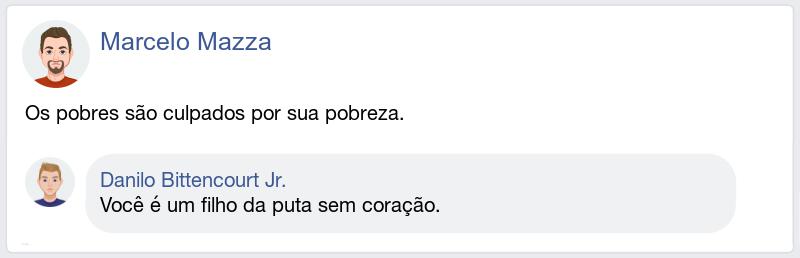 Marcelo Mazza
Os pobres são culpados por sua pobreza.
Danilo Bittencourt Jr.
Você é um filho da puta sem coração.